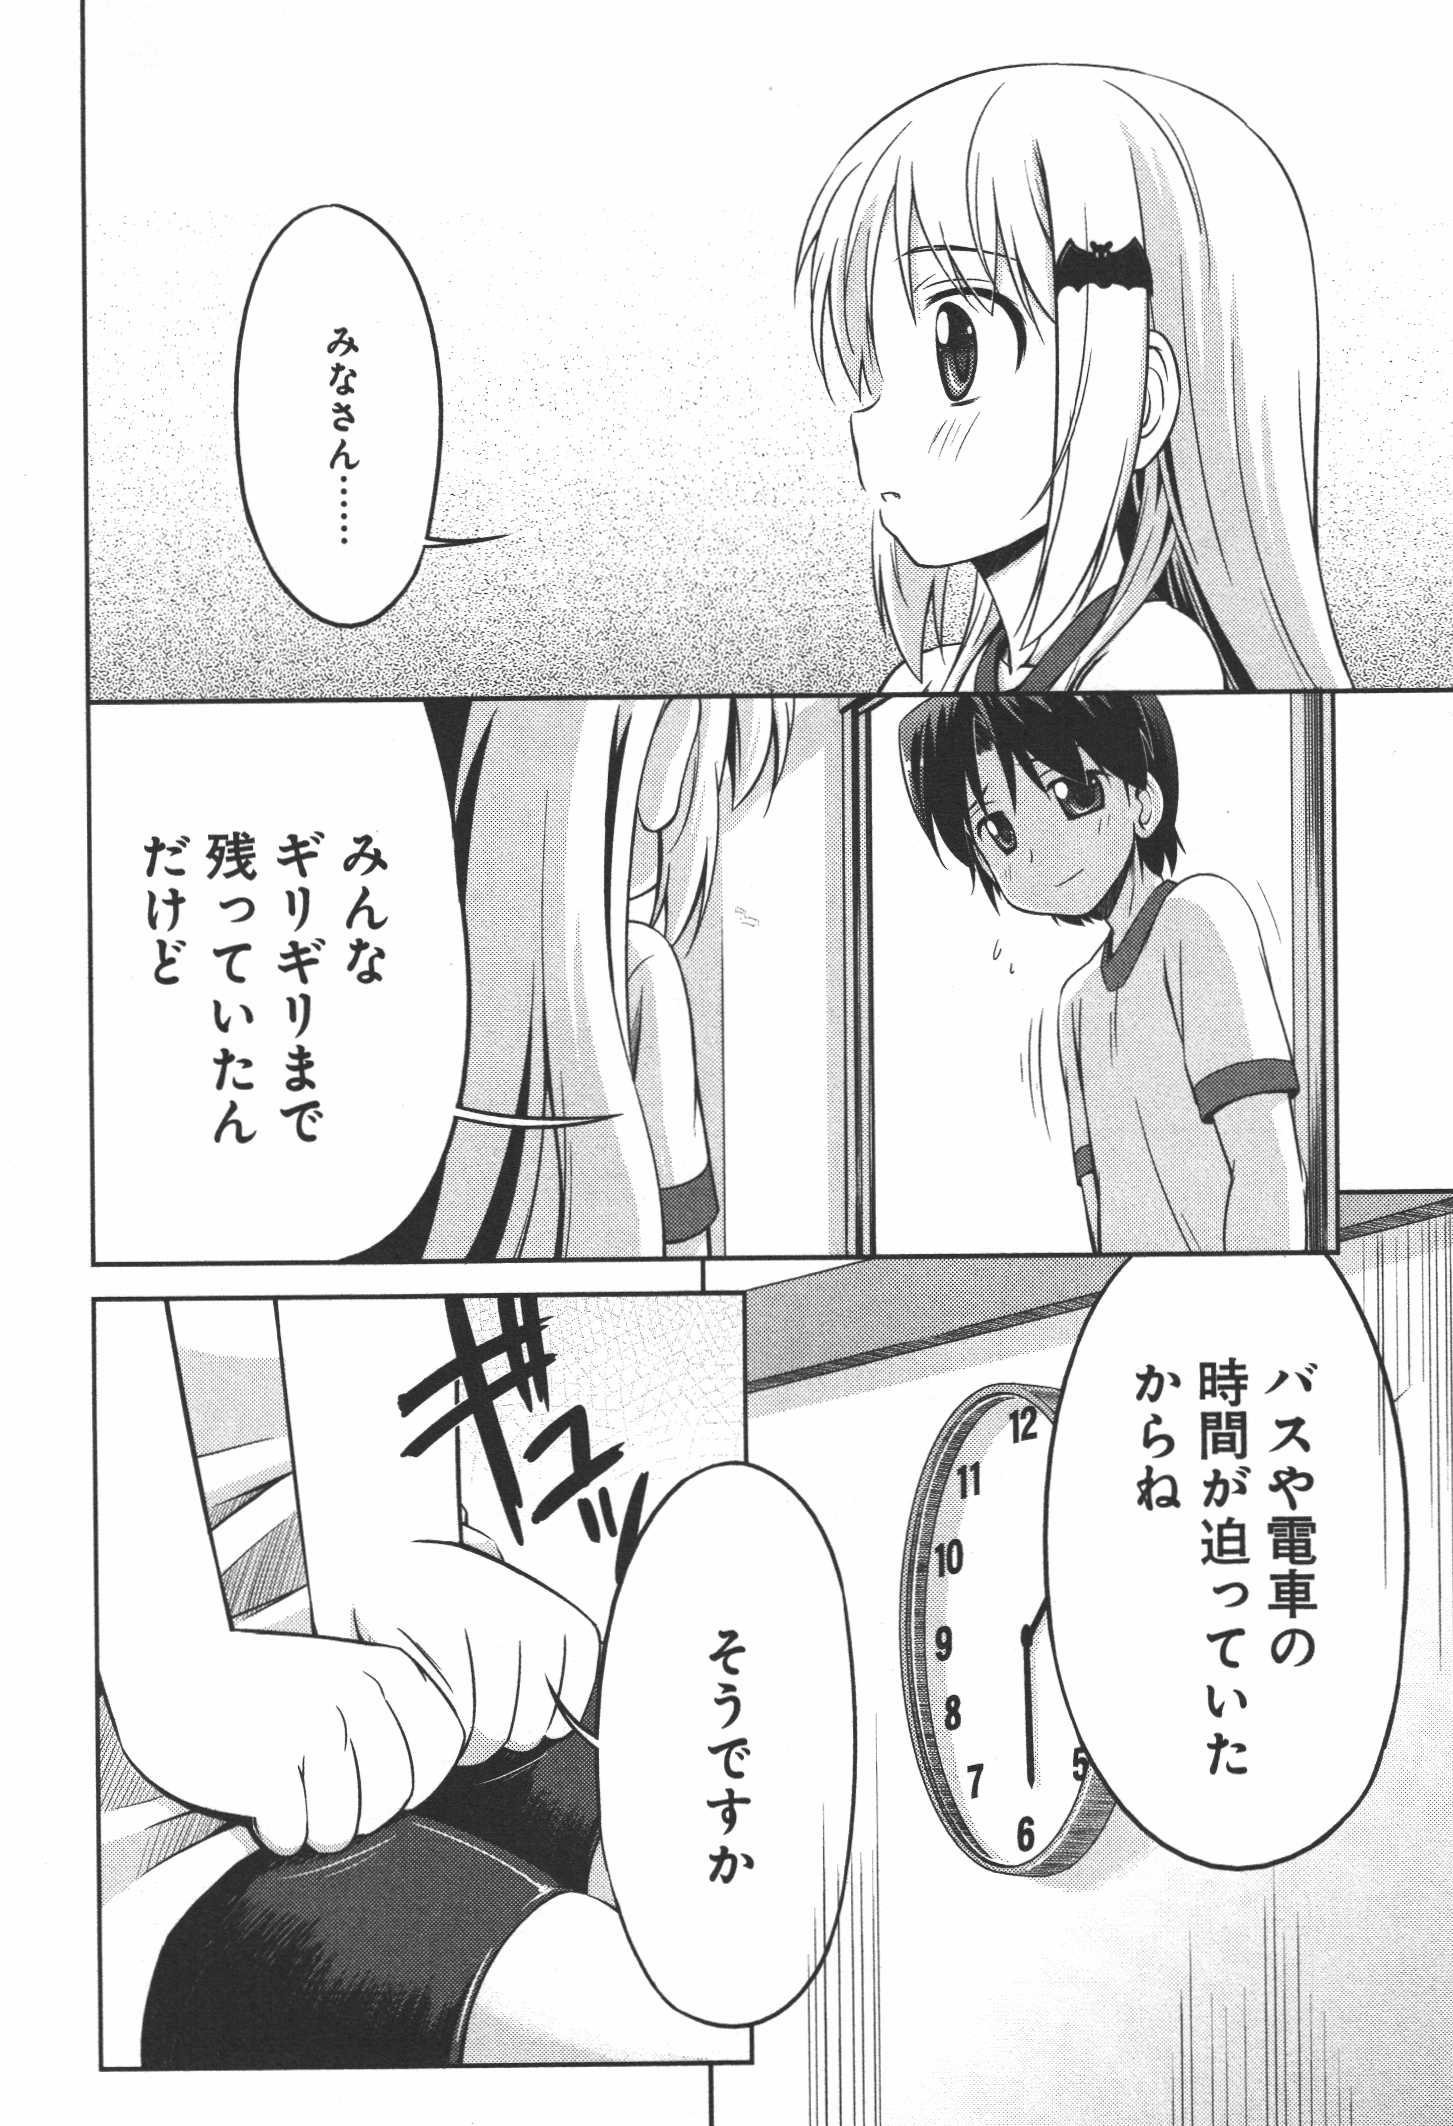 みなさん……
みんな
ギリギリまで
残っていたん
だけど
バスや電車の
時間が迫っていた
からね
12
11
10
9
8
7
6
5
ギュッ
そうですか